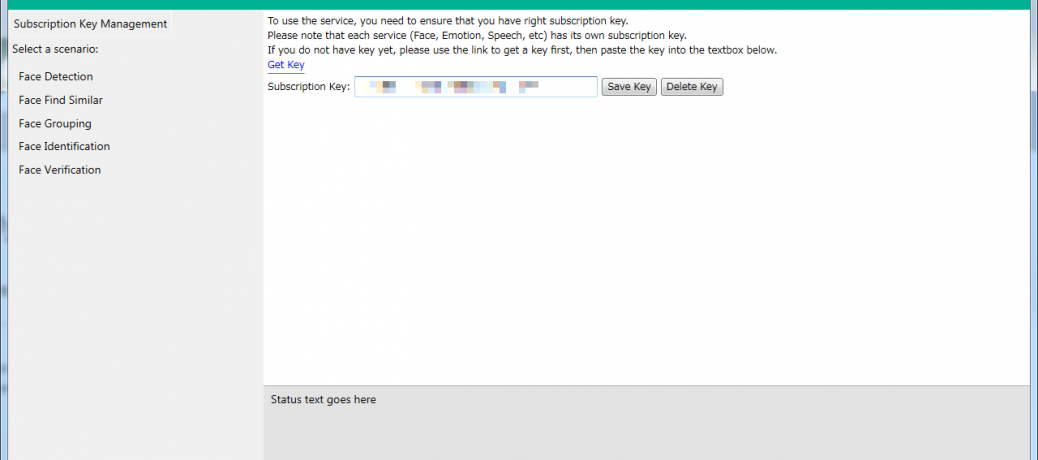 Subscription Key Management
Select a scenario:
Face Detection
Face Find Similar
Face Grouping
Face Identification
Face Verification
To use the service, you need to ensure that you have right subscription key.
Please note that each service (Face, Emotion, Speech, etc) has its own subscription key.
If you do not have key yet, please use the link to get a key first, then paste the key into the textbox below.
Get Key
Subscription Key: Save Key Delete Key
Status text goes here